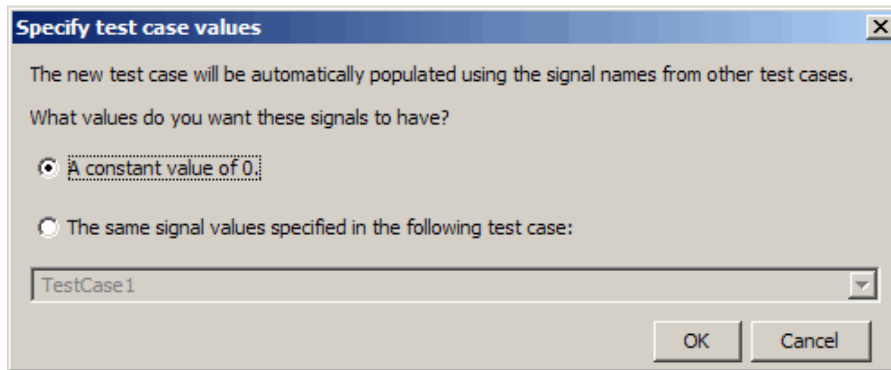 Specify test case values
The new test case will be automatically populated using the signal names from other test cases.
What values do you want these signals to have?
A constant value of 0.
The same signal values specified in the following test case:
TestCase1
OK Cancel